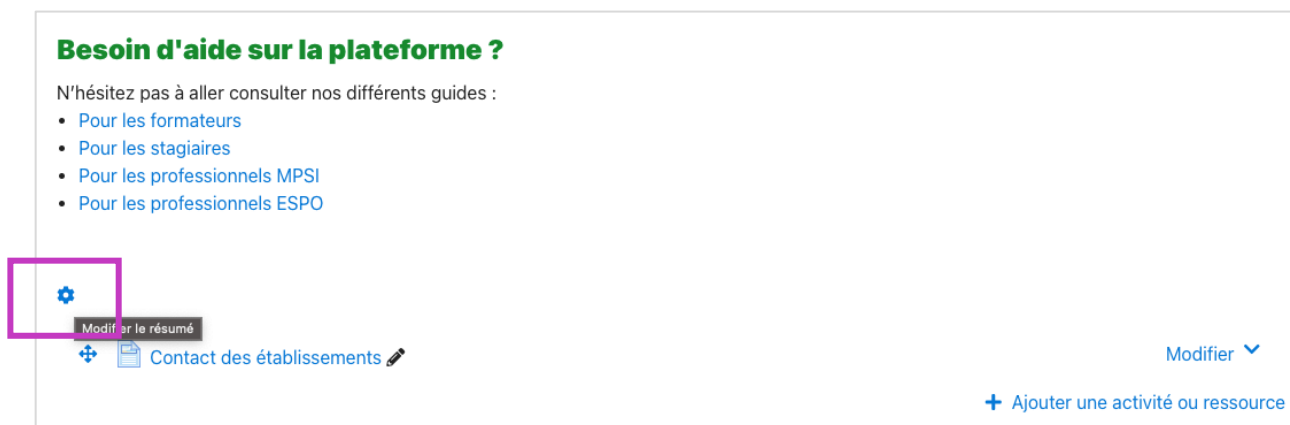 Besoin d'aide sur la plateforme ?
N'hésitez pas à aller consulter nos différents guides :
• Pour les formateurs
• Pour les stagiaires
• Pour les professionnels MPSI
• Pour les professionnels ESPO
Modifier le résumé
Contact des établissements
Modifier
+ Ajouter une activité ou ressource